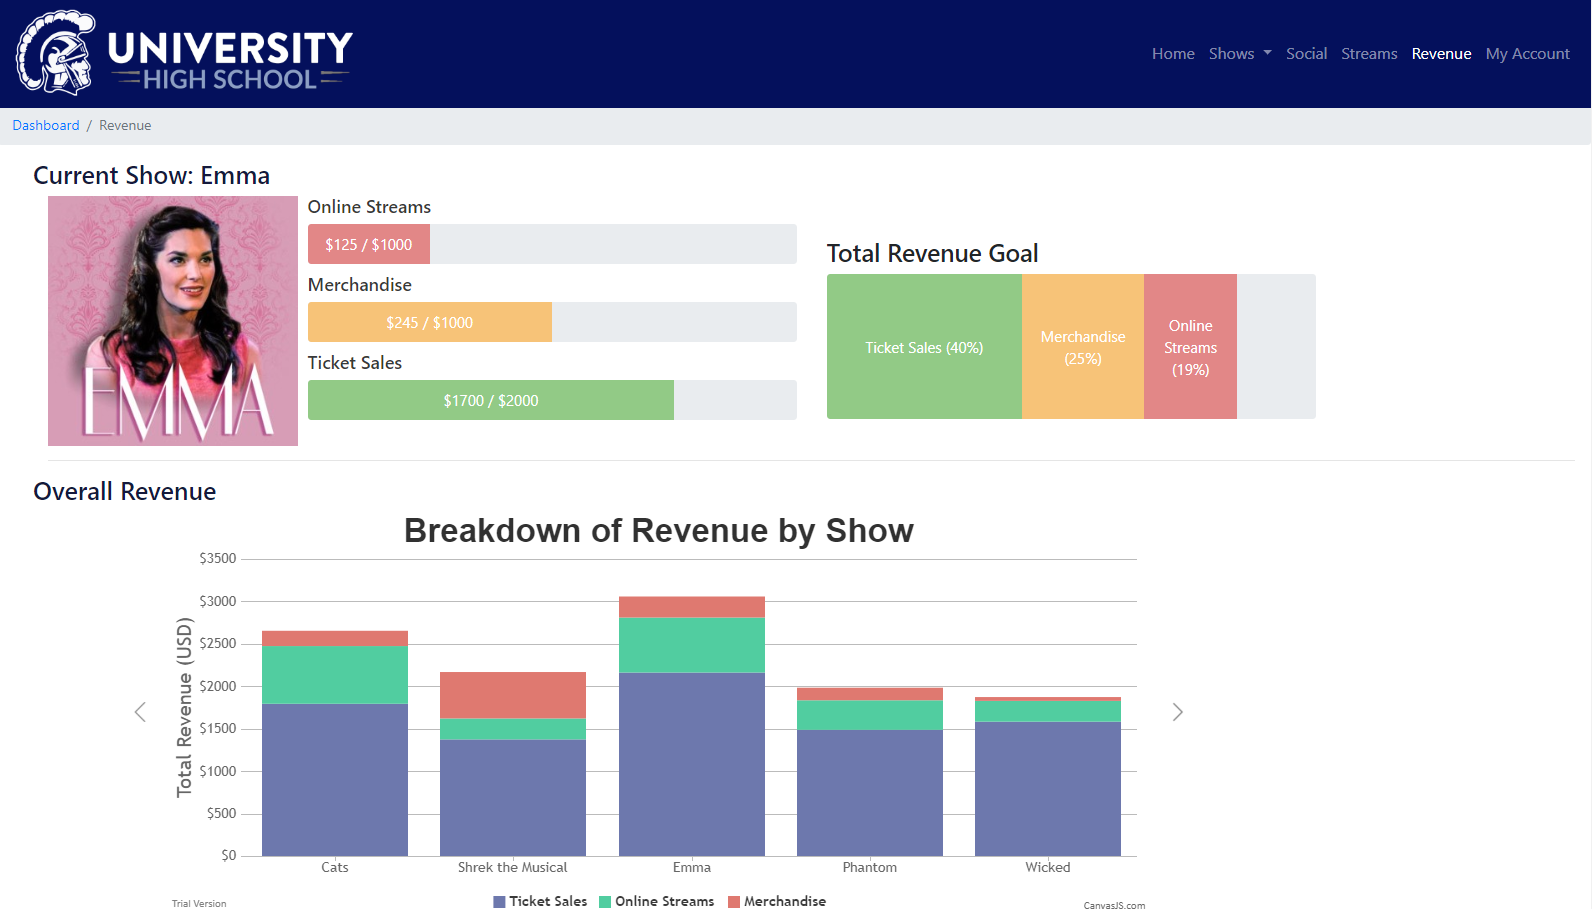 UNIVERSITY
HIGH SCHOOL
Home Shows Social Streams Revenue My Account
Dashboard / Revenue
Current Show: Emma
EMMA
Online Streams
$125 / $1000
Merchandise
$245 / $1000
Ticket Sales
$1700 / $2000
Total Revenue Goal
Ticket Sales (40%)
Merchandise
(25%)
Online
Streams
(19%)
Overall Revenue
Breakdown of Revenue by Show
Total Revenue (USD)
$3500
$3000
$2500
$2000
$1500
$1000
$500
$0
Cats Shrek the Musical Emma Phantom Wicked
Ticket Sales Online Streams Merchandise
Trial Version
CanvasJS.com